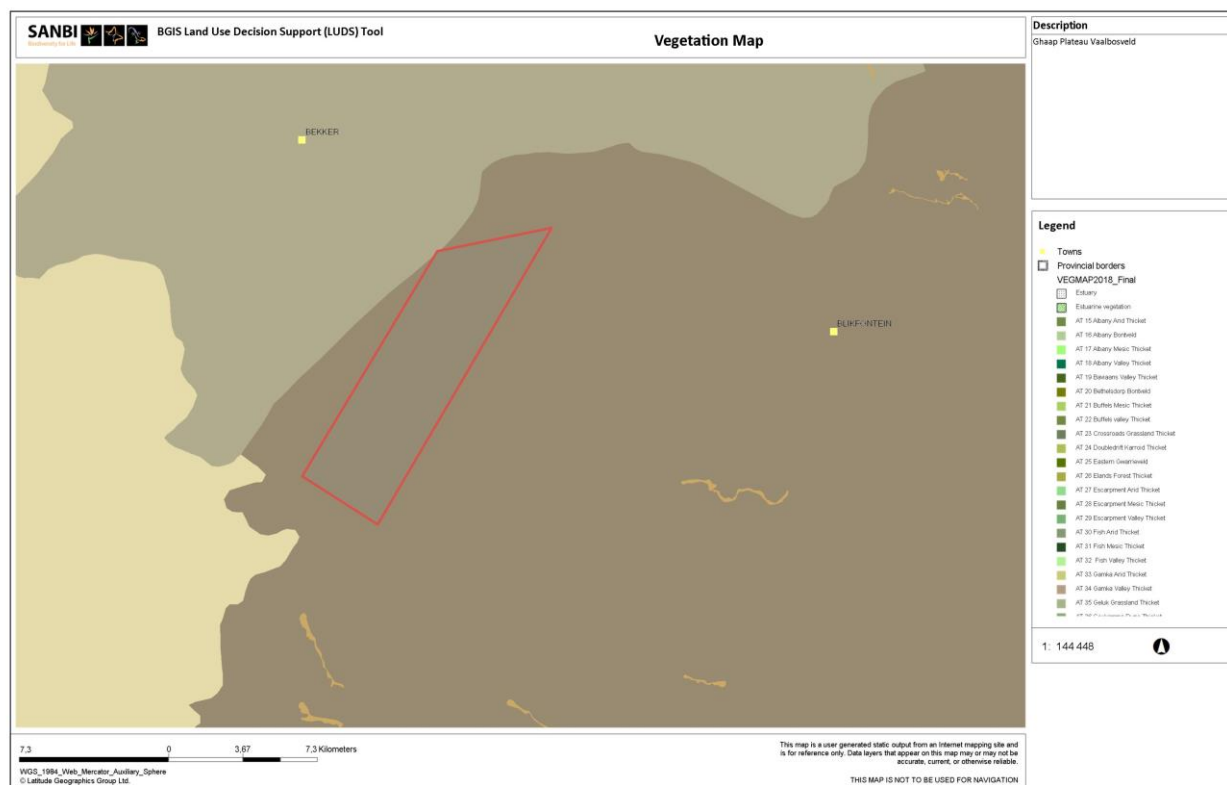 SANBI
Biodiversity for Life
BGIS Land Use Decision Support (LUDS) Tool
Vegetation Map
Description
Ghaap Plateau Vaalbosveld
BEKKER
BLIKFONTEIN
Legend
Towns
Provincial borders
VEGMAP2018_Final
Estuary
Estuarine vegetation
AT 15 Albany Arid Thicket
AT 16 Albany Bontveld
AT 17 Albany Mesic Thicket
AT 18 Albany Valley Thicket
AT 19 Baviaans Valley Thicket
AT 20 Bethelsdorp Bontveld
AT 21 Buffels Mesic Thicket
AT 22 Buffels valley Thicket
AT 23 Crossroads Grassland Thicket
AT 24 Doubledrift Karroid Thicket
AT 25 Eastern Gwarrieveld
AT 26 Elands Forest Thicket
AT 27 Escarpment Arid Thicket
AT 28 Escarpment Mesic Thicket
AT 29 Escarpment Valley Thicket
AT 30 Fish Arid Thicket
AT 31 Fish Mesic Thicket
AT 32 Fish Valley Thicket
AT 33 Gamka Arid Thicket
AT 34 Gamka Valley Thicket
AT 35 Geluk Grassland Thicket
1: 144 448
7,3 0 3,67 7,3 Kilometers
WGS_1984_Web_Mercator_Auxiliary_Sphere
© Latitude Geographics Group Ltd.
This map is a user generated static output from an Internet mapping site and
is for reference only. Data layers that appear on this map may or may not be
accurate, current, or otherwise reliable.
THIS MAP IS NOT TO BE USED FOR NAVIGATION